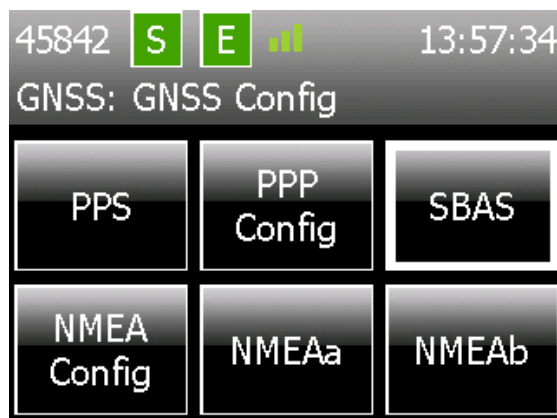 45842 S E 13:57:34
GNSS: GNSS Config
PPS
PPP
Config
SBAS
NMEA
Config
NMEAa
NMEAb